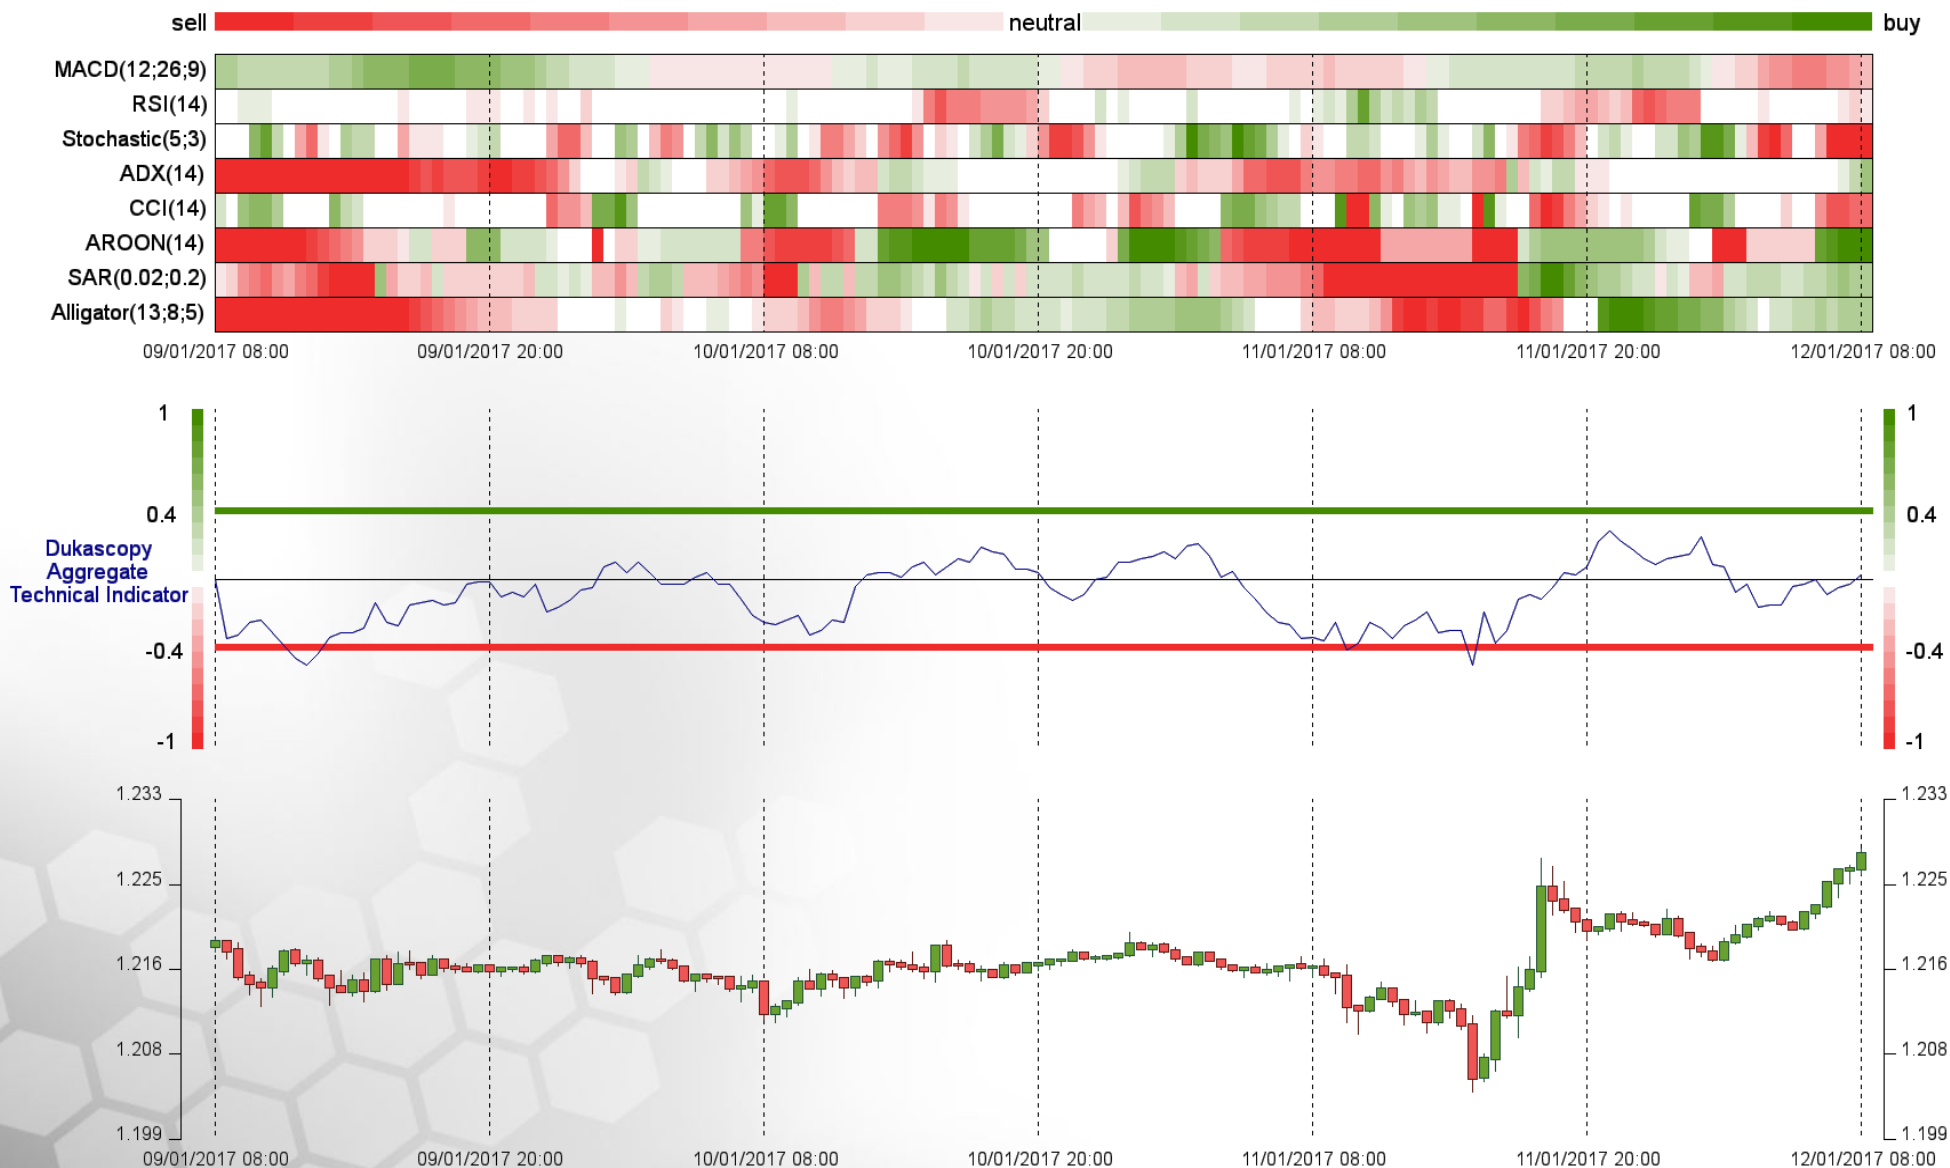 sell neutral buy
MACD(12;26;9)
RSI(14)
Stochastic(5;3)
ADX(14)
CCI(14)
AROON(14)
SAR(0.02;0.2)
Alligator(13;8;5)
09/01/2017 08:00 09/01/2017 20:00 10/01/2017 08:00 10/01/2017 20:00 11/01/2017 08:00 11/01/2017 20:00 12/01/2017 08:00
1 1
0.4 0.4
Dukascopy
Aggregate
Technical Indicator
-0.4 -0.4
-1 -1
1.233 1.233
1.225 1.225
1.216 1.216
1.208 1.208
1.199 1.199
09/01/2017 08:00 09/01/2017 20:00 10/01/2017 08:00 10/01/2017 20:00 11/01/2017 08:00 11/01/2017 20:00 12/01/2017 08:00